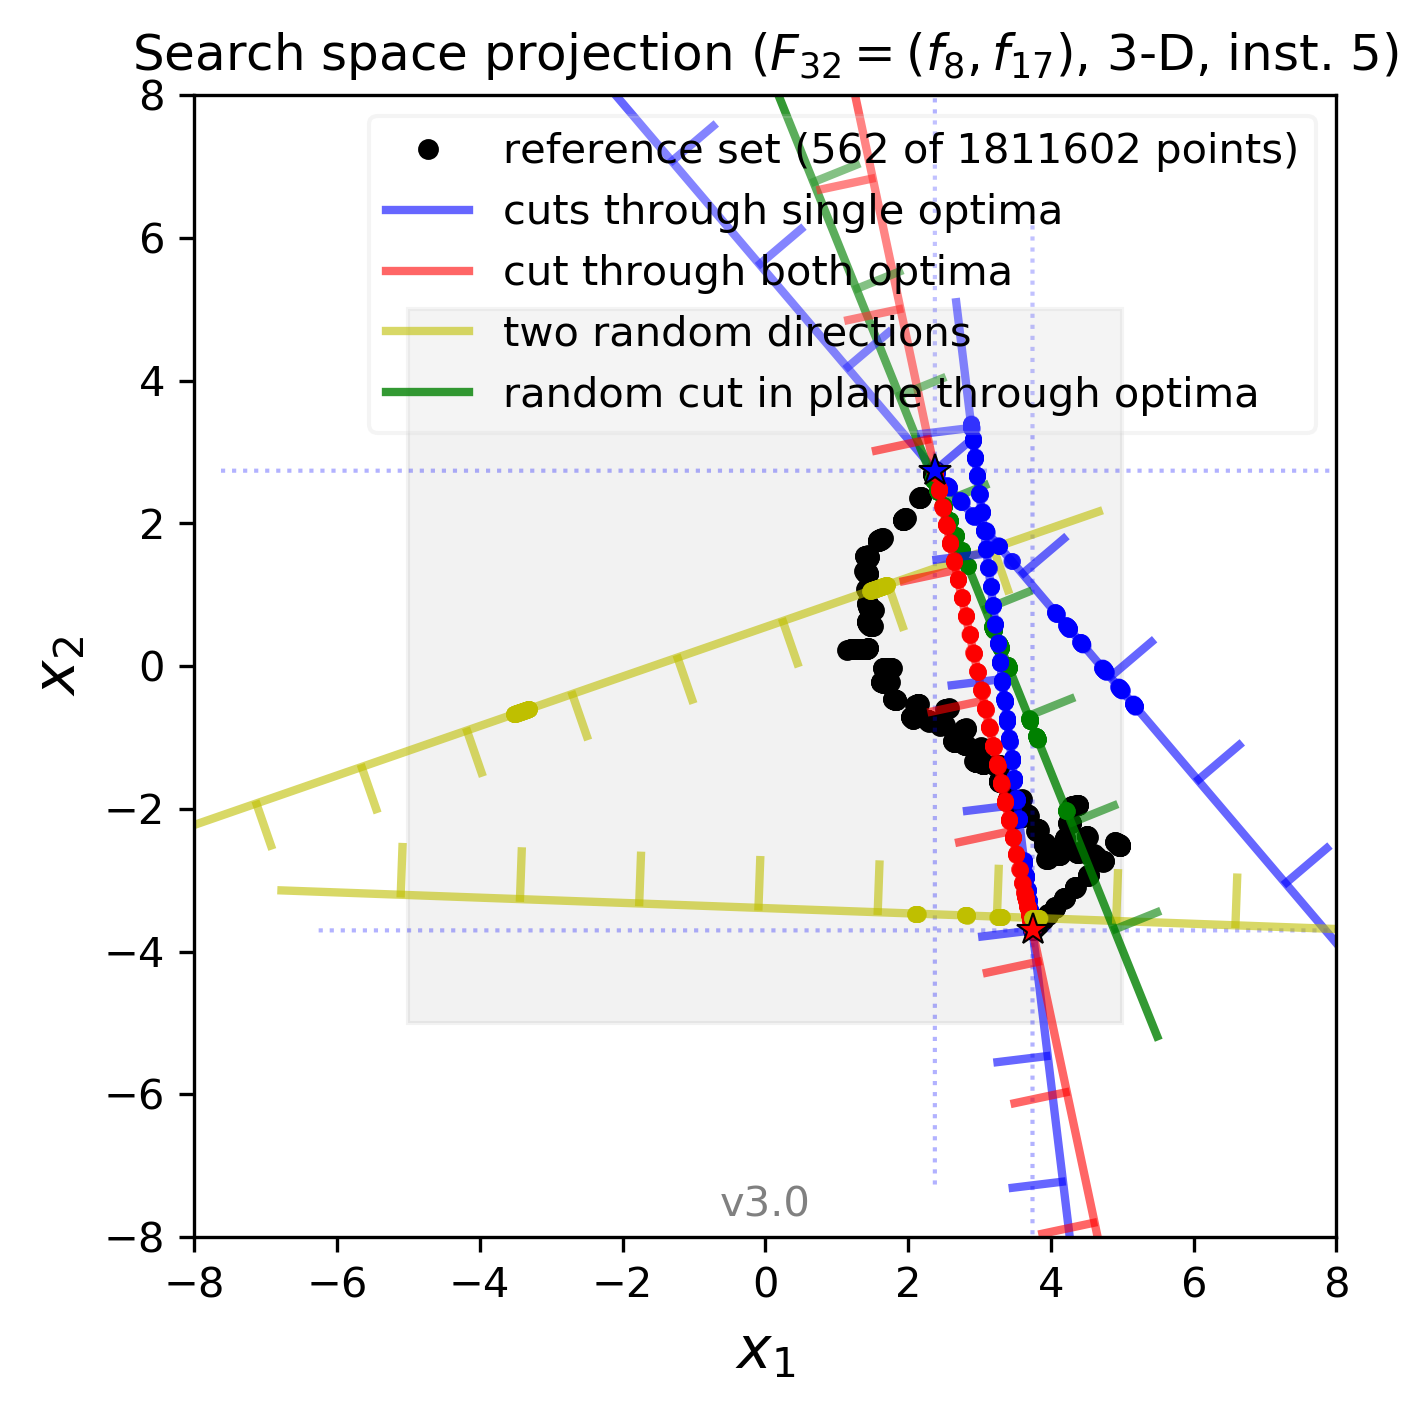 Search space projection (F₃₂ = (f₈, f₁₇), 3-D, inst. 5)
8
6
4
2
0
−2
−4
−6
−8
x₂
reference set (562 of 1811602 points)
cuts through single optima
cut through both optima
two random directions
random cut in plane through optima
v3.0
−8 −6 −4 −2 0 2 4 6 8
x₁